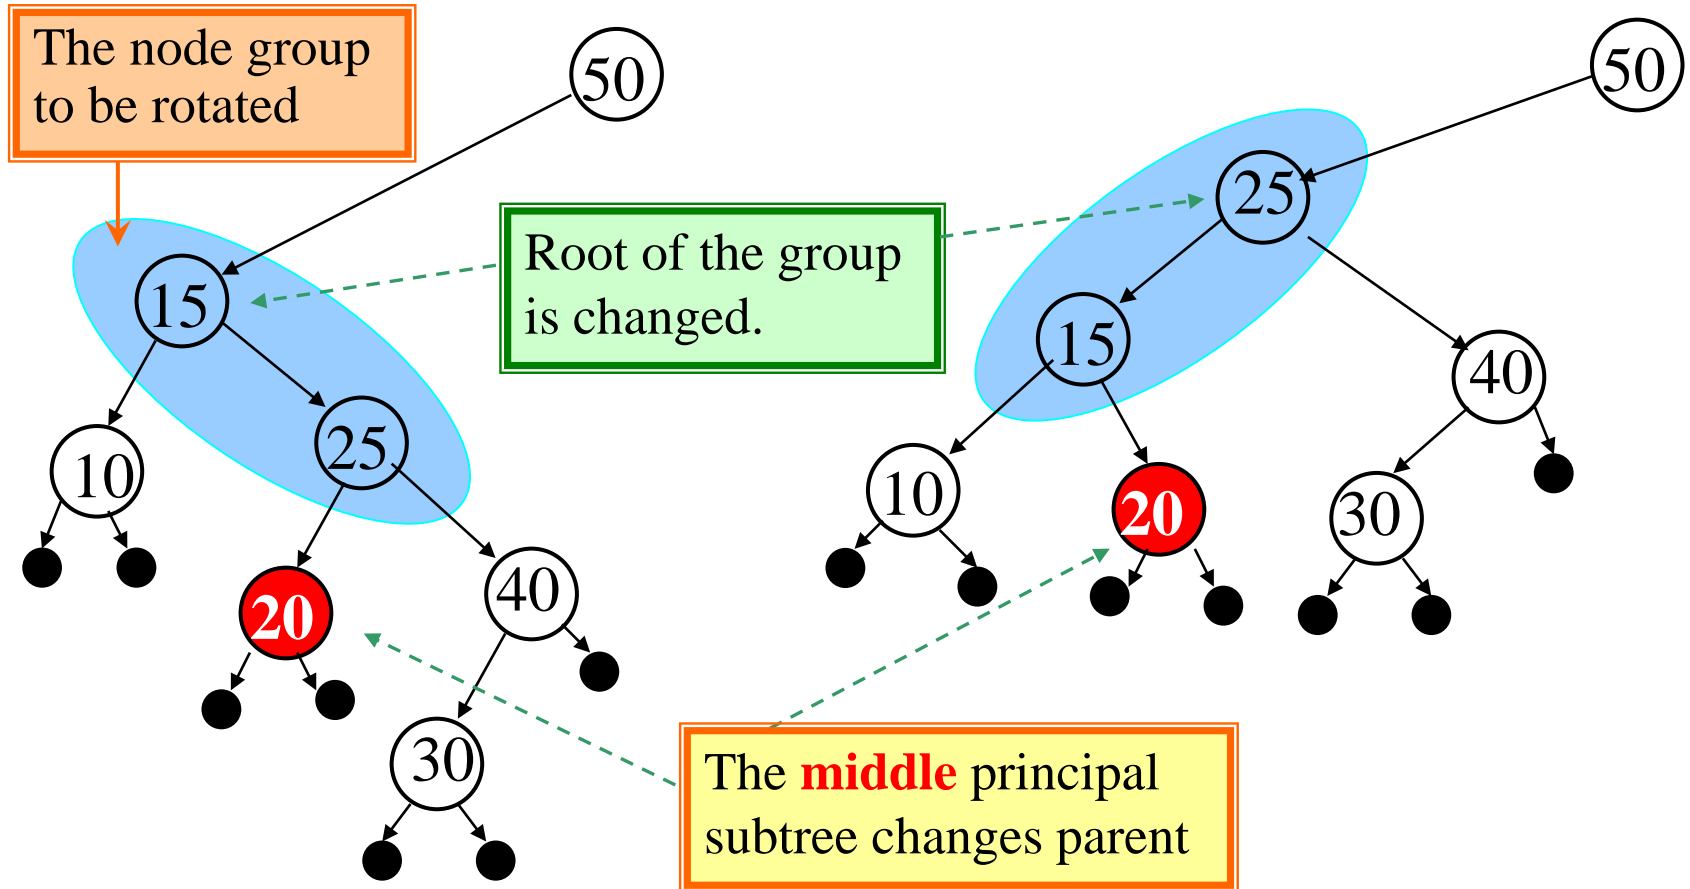 The node group
to be rotated
50
50
25
Root of the group
is changed.
15
15
40
25
10
10
20
30
40
20
30
The middle principal
subtree changes parent